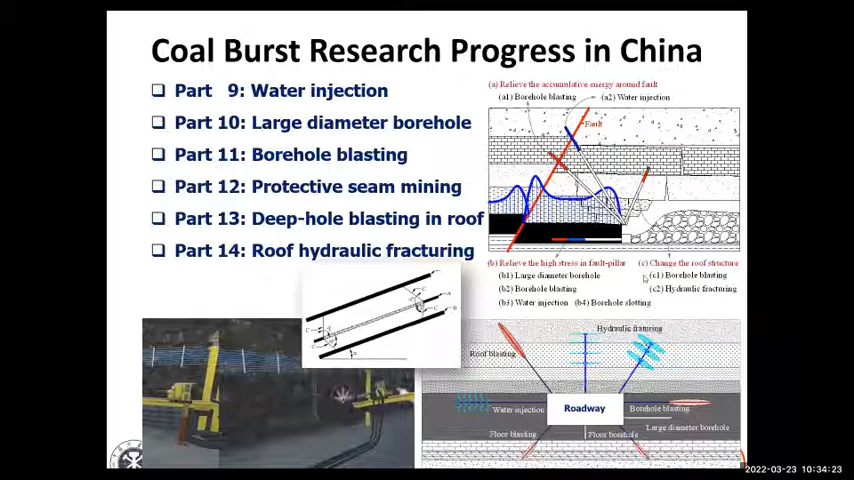 Coal Burst Research Progress in China
❑ Part 9: Water injection
❑ Part 10: Large diameter borehole
❑ Part 11: Borehole blasting
❑ Part 12: Protective seam mining
❑ Part 13: Deep-hole blasting in roof
❑ Part 14: Roof hydraulic fracturing
(a) Relieve the accumulative energy around fault
(a1) Borehole blasting (a2) Water injection
Fault
(b) Relieve the high stress in fault-pillar (c) Change the roof structure
(b1) Large diameter borehole (c1) Borehole blasting
(b2) Borehole blasting (c2) Hydraulic fracturing
(b3) Water injection (b4) Borehole slotting
Hydraulic fraturing
Roof blasting
Water injection Roadway Borehole blasting
Large diameter borehole
Floor blasting Floor borehole
2022-03-23 10:34:23